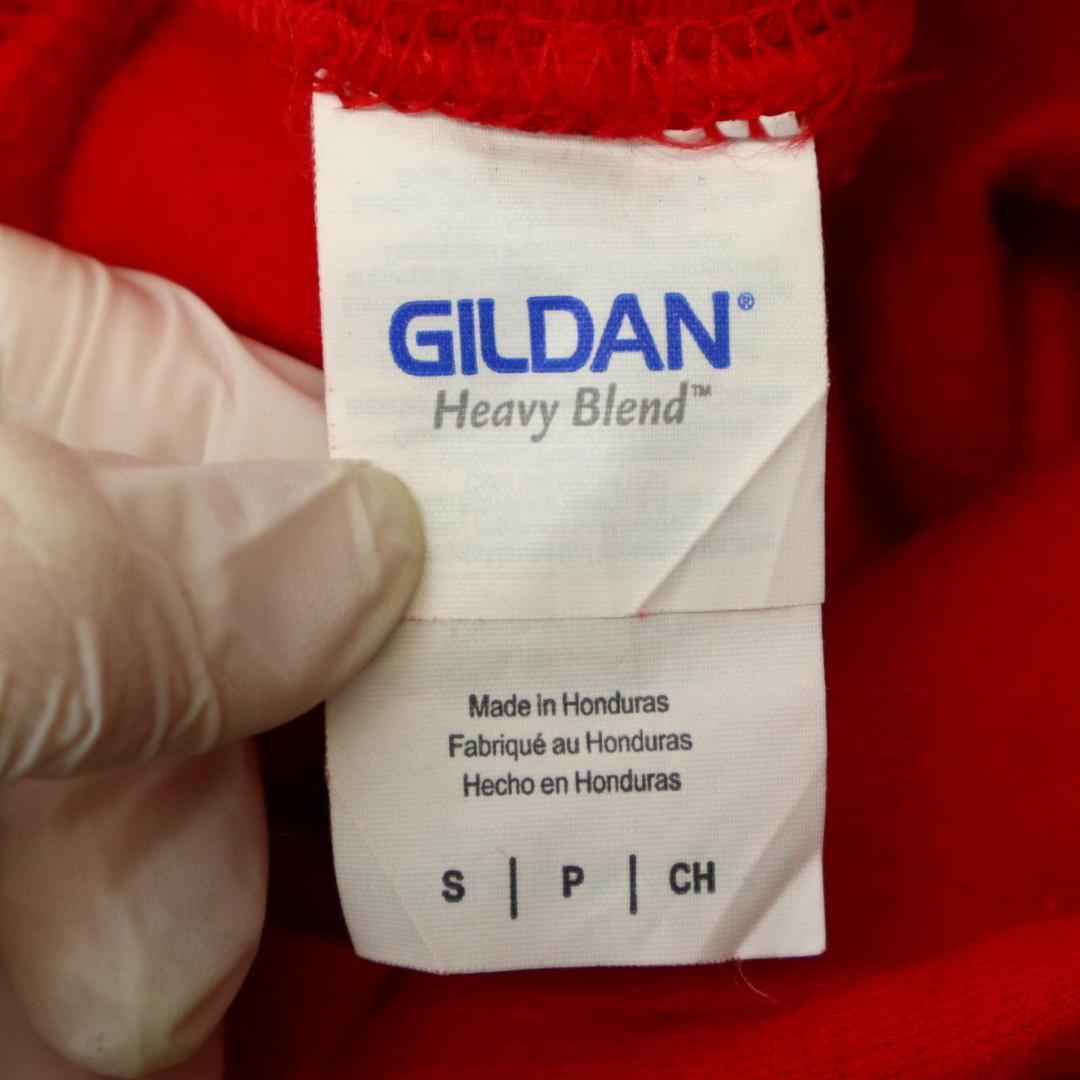 GILDAN®
Heavy Blend™
Made in Honduras
Fabriqué au Honduras
Hecho en Honduras
S | P | CH